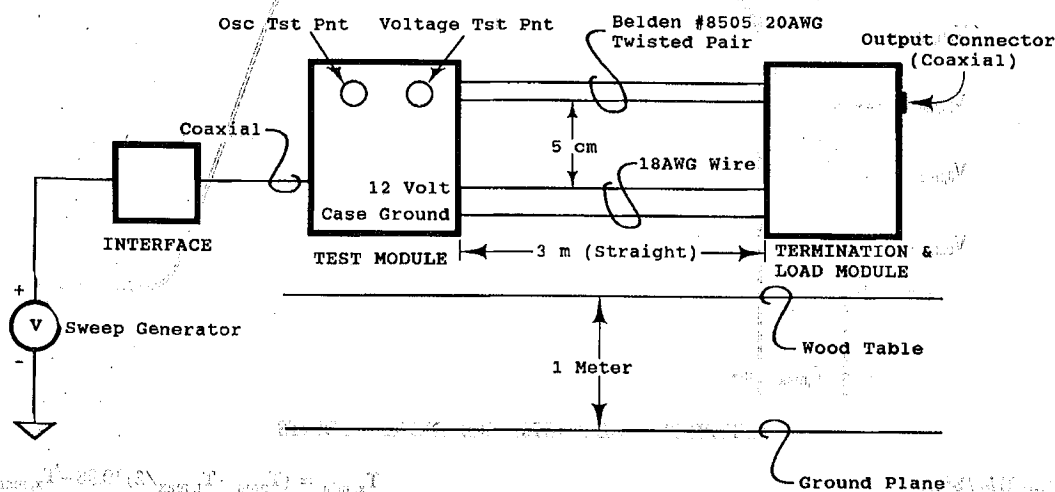 Osc Tst Pnt
Voltage Tst Pnt
Belden #8505 20AWG
Twisted Pair
Output Connector
(Coaxial)
Coaxial
5 cm
18AWG Wire
12 Volt
Case Ground
INTERFACE
TEST MODULE
3 m (Straight)
TERMINATION &
LOAD MODULE
+
V
Sweep Generator
-
Wood Table
1 Meter
Ground Plane